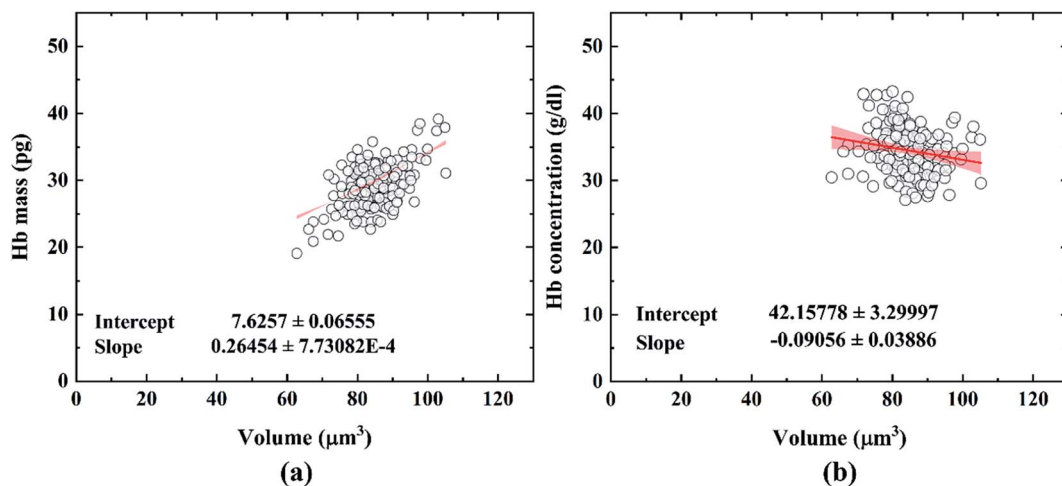 50
40
30
20
10
0
Hb mass (pg)
Intercept 7.6257 ± 0.06555
Slope 0.26454 ± 7.73082E-4
0 20 40 60 80 100 120
Volume (μm³)
(a)
50
40
30
20
10
0
Hb concentration (g/dl)
Intercept 42.15778 ± 3.29997
Slope -0.09056 ± 0.03886
0 20 40 60 80 100 120
Volume (μm³)
(b)